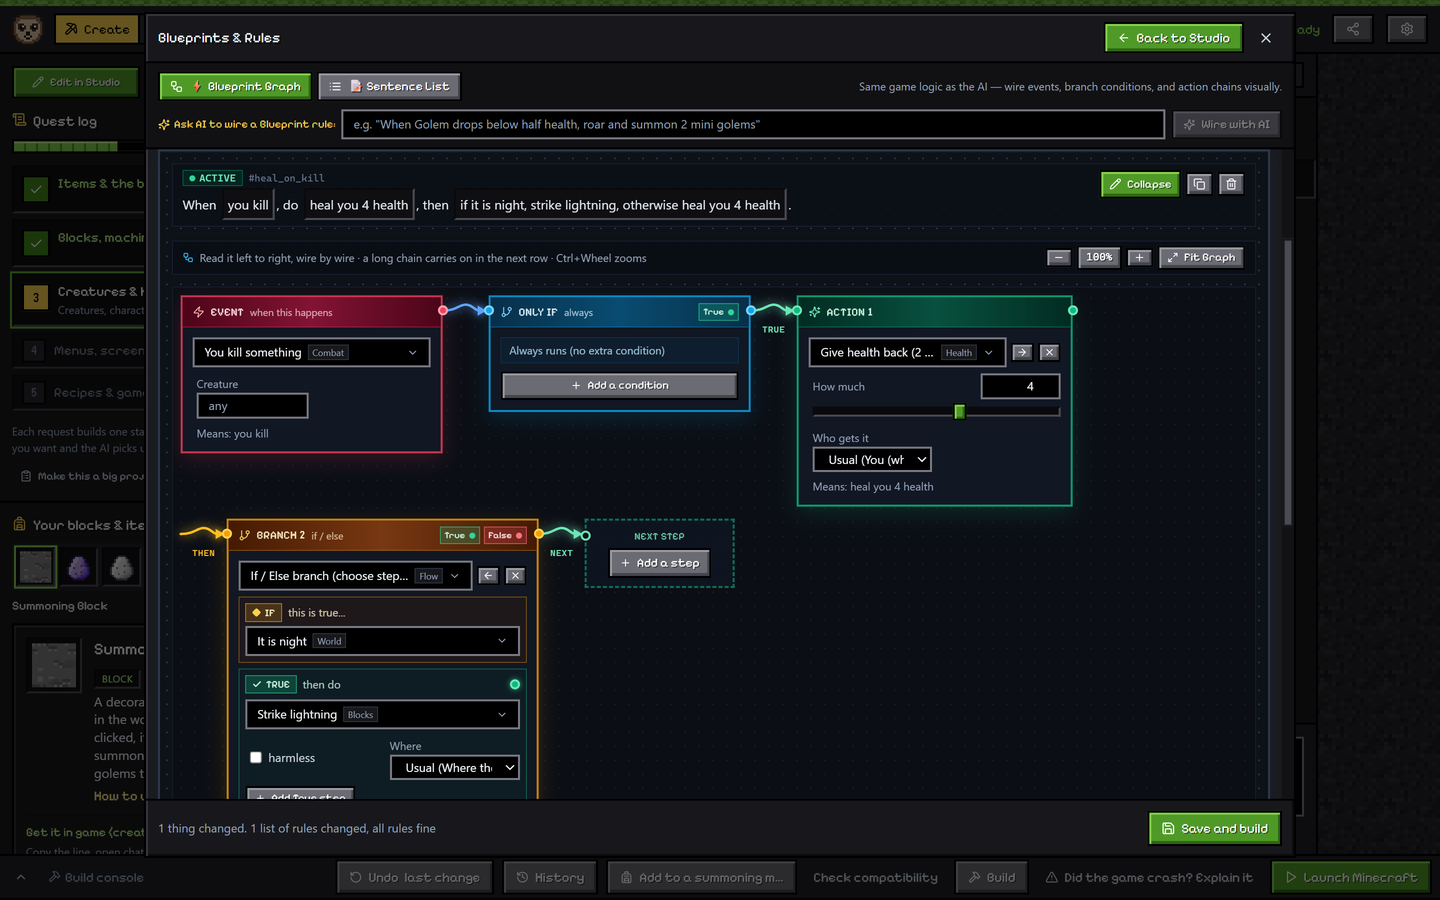 Create
Blueprints & Rules
Back to Studio
Edit in Studio
Blueprint Graph
Sentence List
Same game logic as the AI — wire events, branch conditions, and action chains visually.
Quest log
Ask AI to wire a Blueprint rule:
e.g. "When Golem drops below half health, roar and summon 2 mini golems"
Wire with AI
ACTIVE #heal_on_kill
Collapse
When you kill, do heal you 4 health, then if it is night, strike lightning, otherwise heal you 4 health.
Items & the b
Blocks, machin
Read it left to right, wire by wire · a long chain carries on in the next row · Ctrl+Wheel zooms
100%
Fit Graph
3 Creatures &
Creatures, charact
EVENT when this happens
ONLY IF always
True
TRUE
ACTION 1
You kill something Combat
Always runs (no extra condition)
Give health back (2 ... Health
4 Menus, screen
Creature
+ Add a condition
How much
4
5 Recipes & game
any
Means: you kill
Who gets it
Each request builds one sta
you want and the AI picks u
Usual (You (wh
Make this a big proj
Means: heal you 4 health
Your blocks & ite
THEN
BRANCH 2 if / else
True
False
NEXT
NEXT STEP
+ Add a step
If / Else branch (choose step... Flow
Summoning Block
IF this is true...
It is night World
Summo
BLOCK
TRUE then do
A decora
in the wo
clicked, i
summon
golems t
Strike lightning Blocks
Where
harmless
Usual (Where the
How to u
+ Add True step
Get it in game (creat
Copy the line, open chat
1 thing changed. 1 list of rules changed, all rules fine
Save and build
Build console
Undo last change
History
Add to a summoning m...
Check compatibility
Build
Did the game crash? Explain it
Launch Minecraft